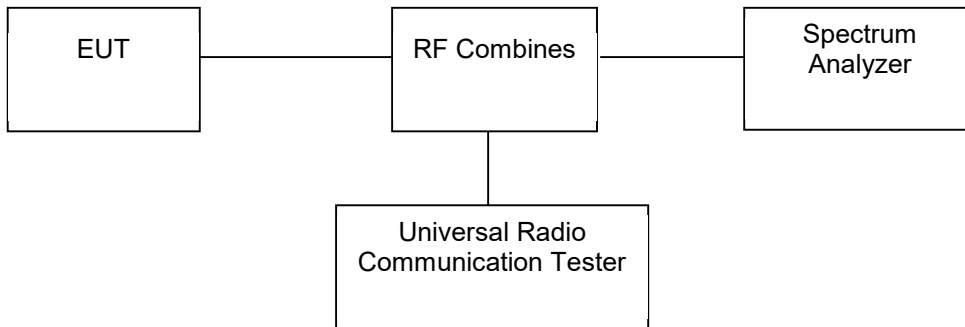 EUT
RF Combines
Spectrum
Analyzer
Universal Radio
Communication Tester